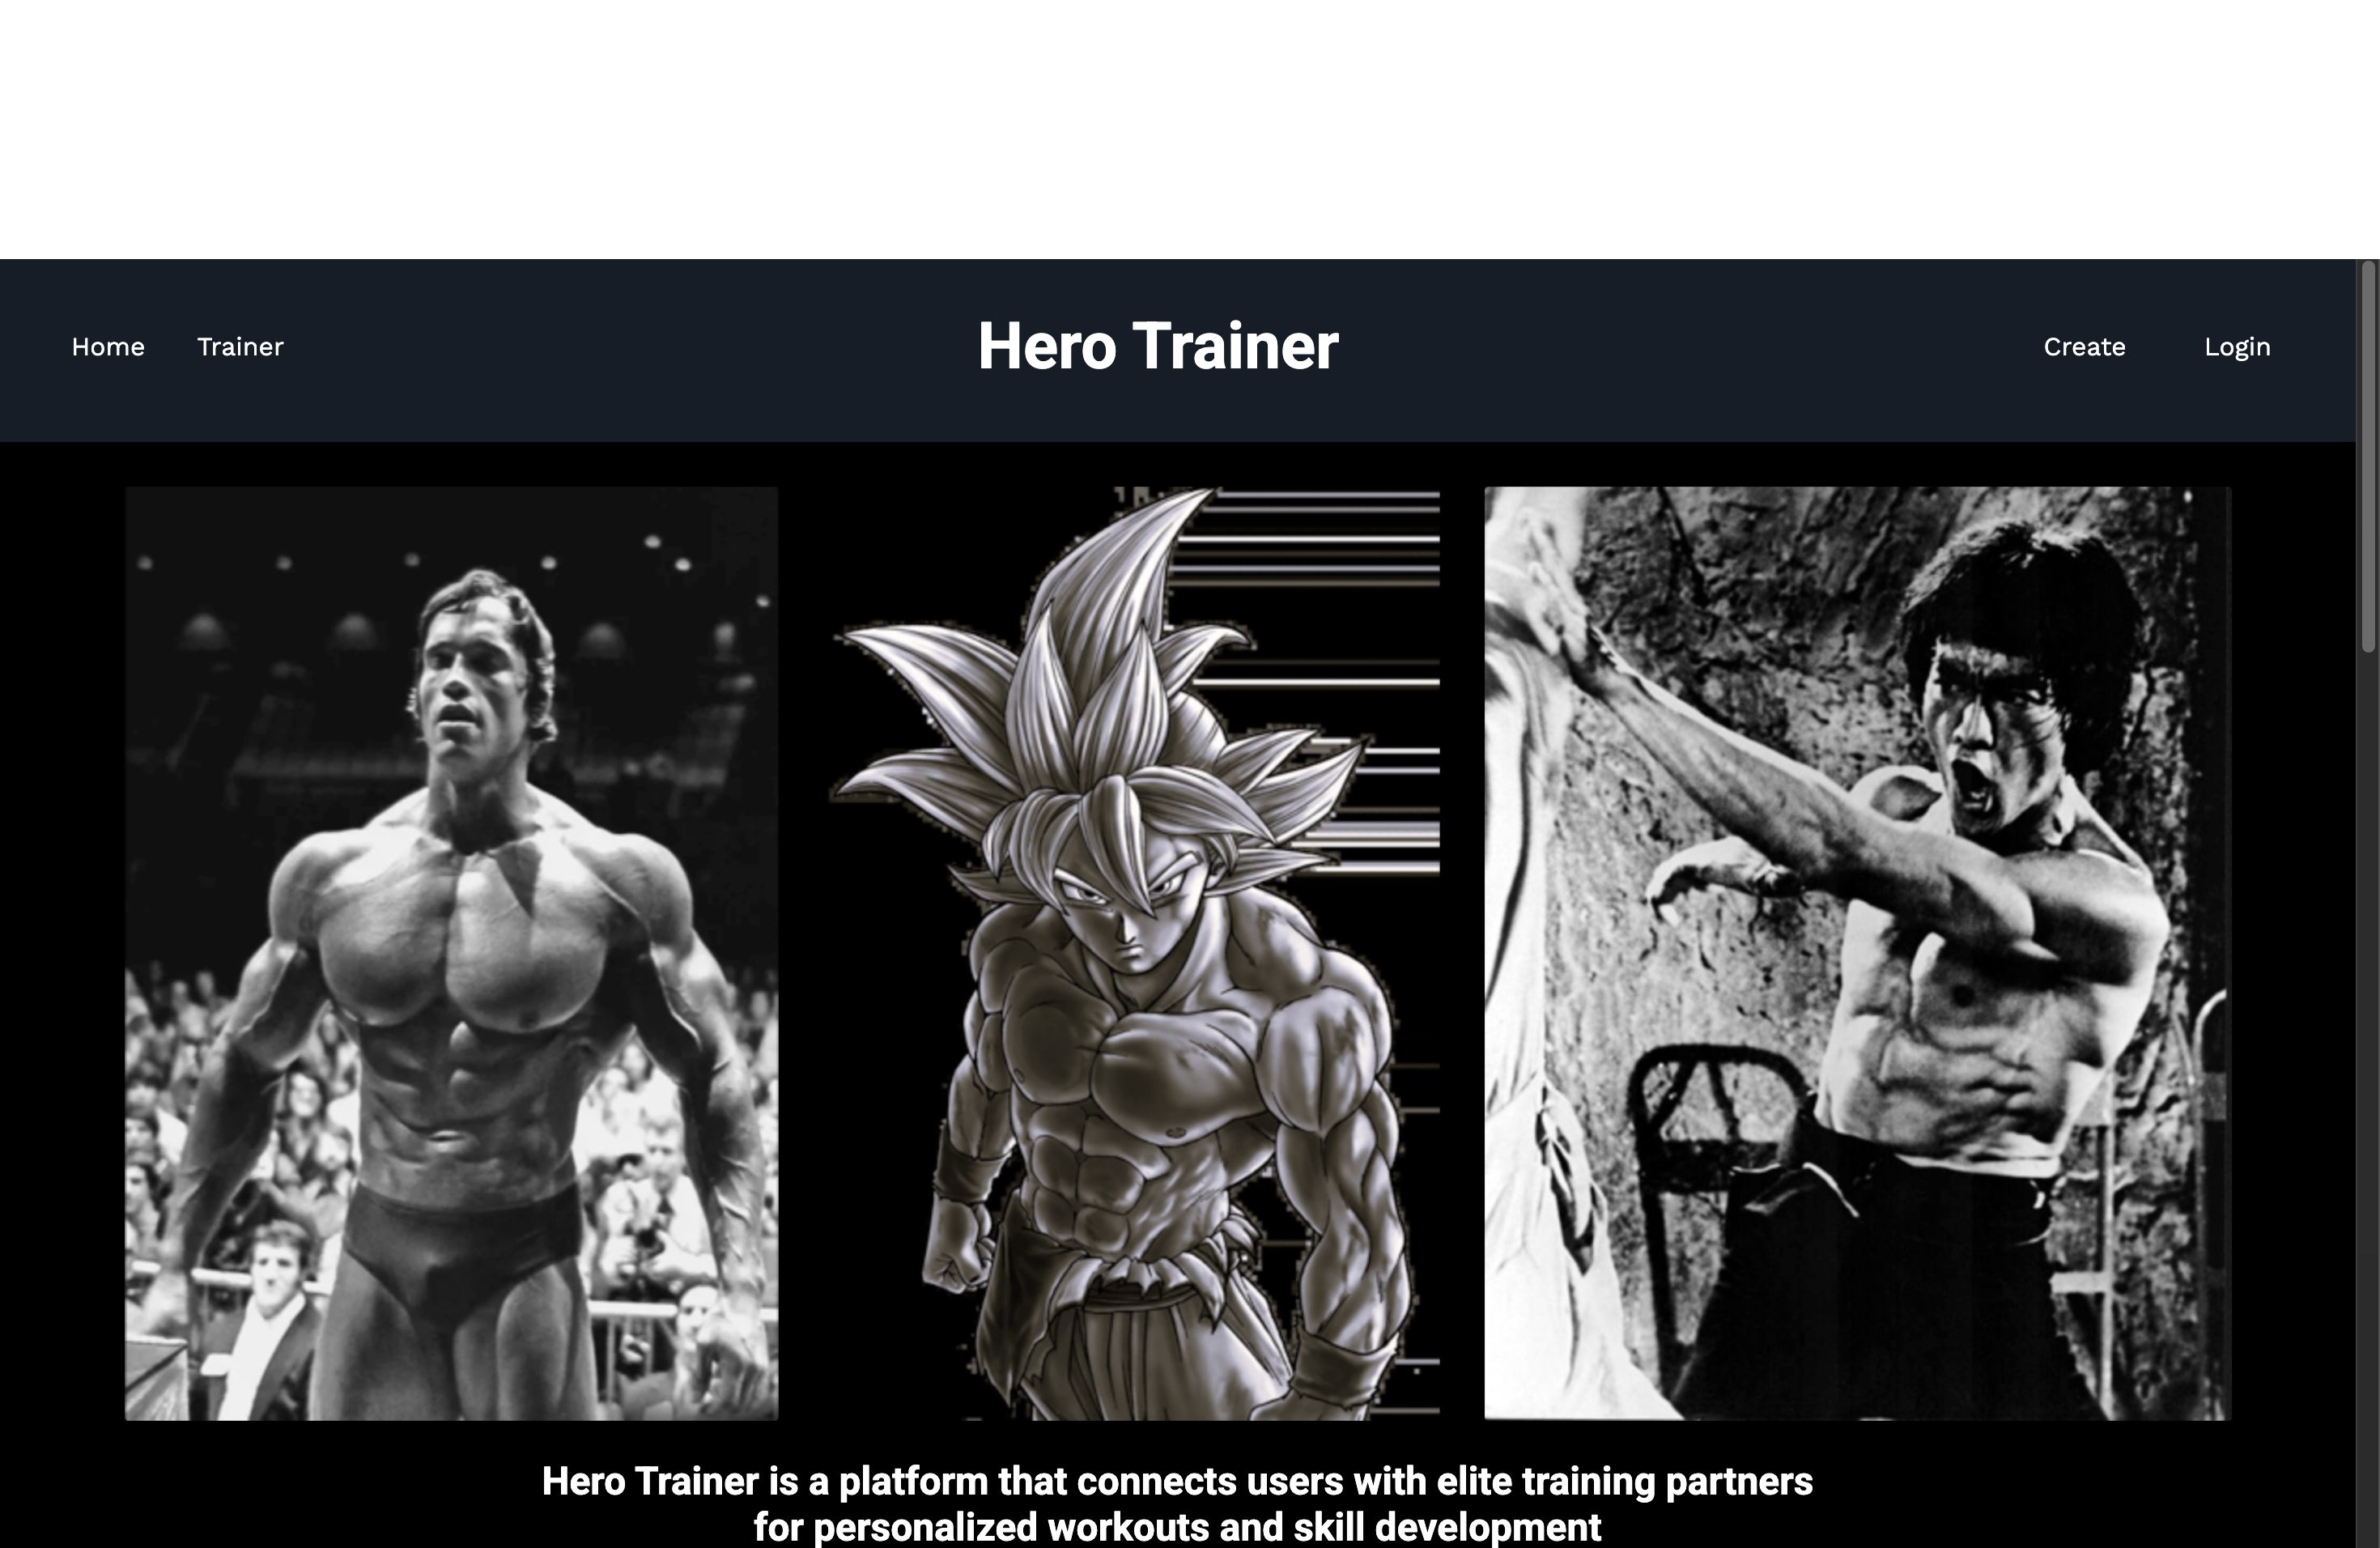 Home Trainer Hero Trainer Create Login
Hero Trainer is a platform that connects users with elite training partners
for personalized workouts and skill development